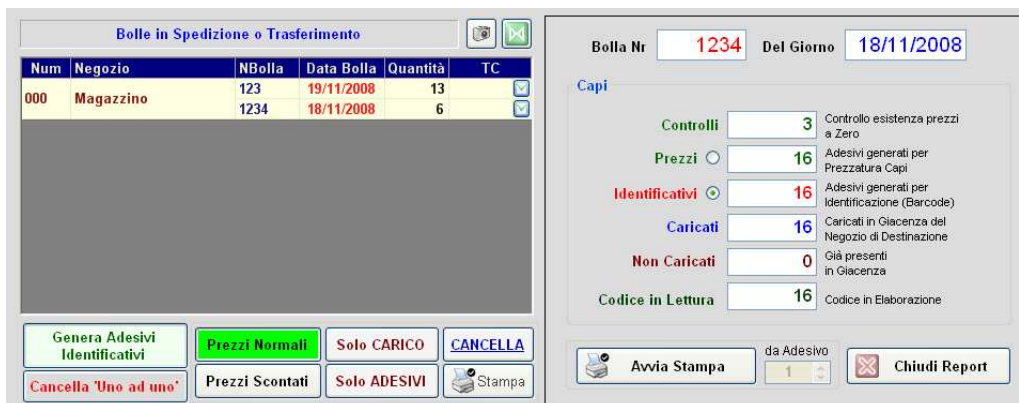 Bolle in Spedizione o Trasferimento
Num Negozio NBolla Data Bolla Quantità TC
000 Magazzino 123 19/11/2008 13
1234 18/11/2008 6
Genera Adesivi
Identificativi
Prezzi Normali Solo CARICO CANCELLA
Cancella 'Uno ad uno' Prezzi Scontati Solo ADESIVI Stampa
Bolla Nr 1234 Del Giorno 18/11/2008
Capi
Controlli 3 Controllo esistenza prezzi
a Zero
Prezzi 16 Adesivi generati per
Prezzatura Capi
Identificativi 16 Adesivi generati per
Identificazione (Barcode)
Caricati 16 Caricati in Giacenza del
Negozio di Destinazione
Non Caricati 0 Già presenti
in Giacenza
Codice in Lettura 16 Codice in Elaborazione
Avvia Stampa da Adesivo
1 Chiudi Report